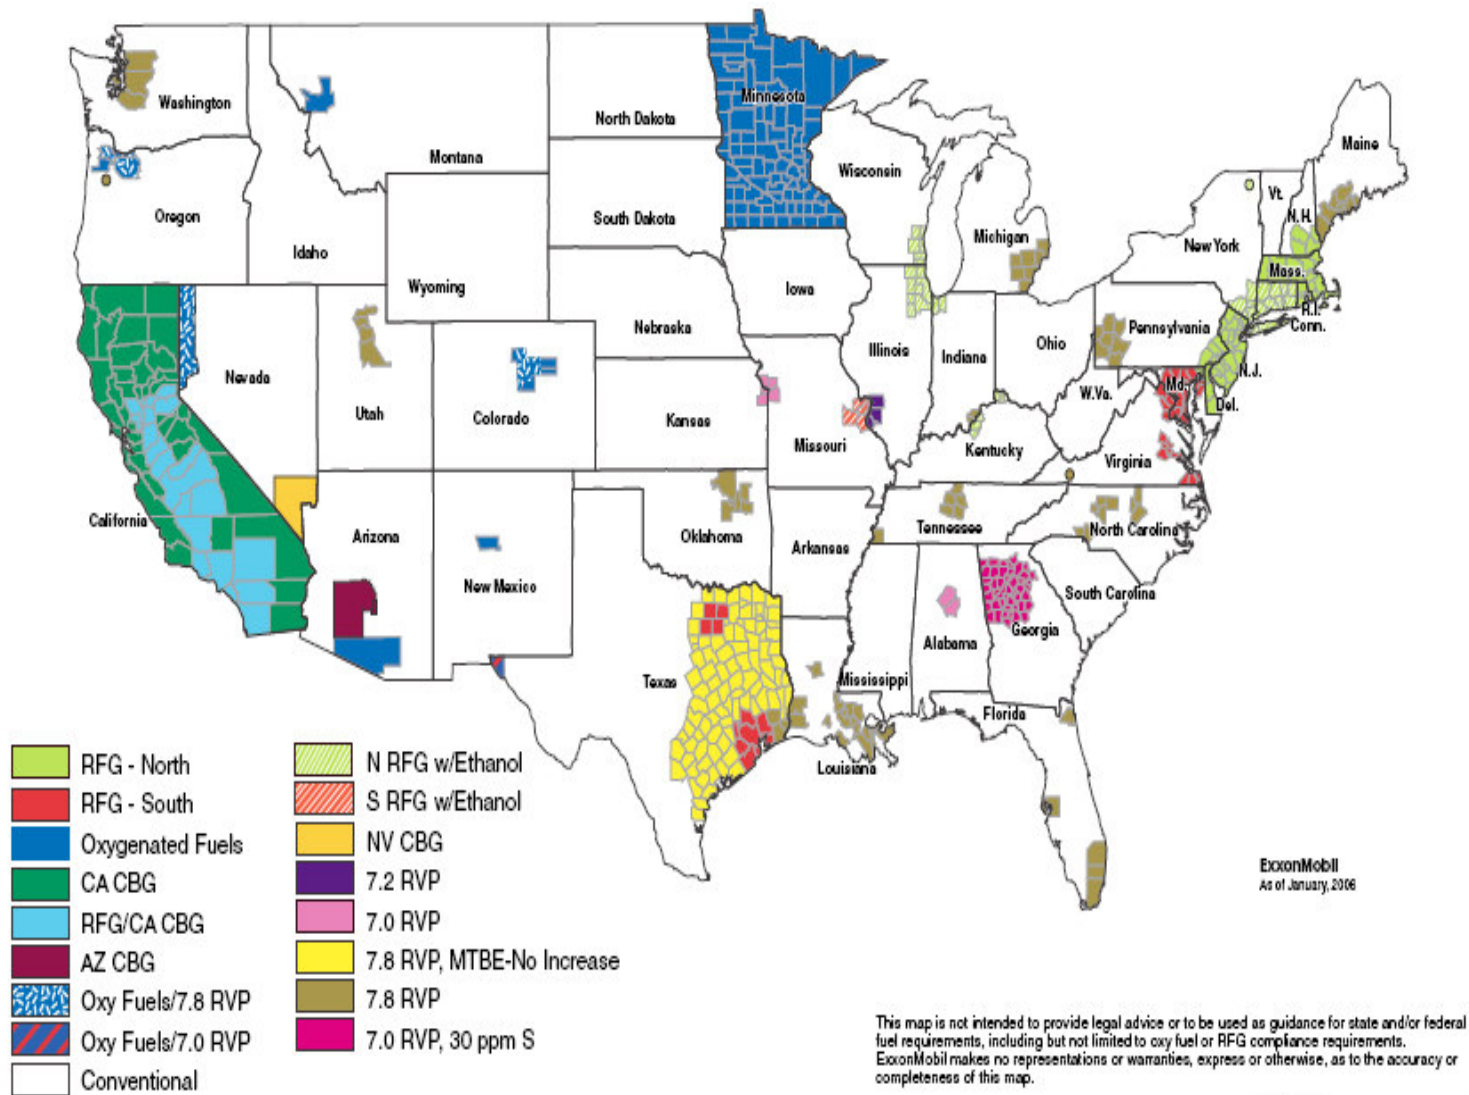 Washington
Montana
North Dakota
Minnesota
Wisconsin
Michigan
Maine
Vt.
N.H.
New York
Mass.
R.I.
Conn.
Oregon
Idaho
Wyoming
South Dakota
Iowa
Nebraska
Illinois
Indiana
Ohio
Pennsylvania
N.J.
Md.
Del.
W.Va.
Nevada
Utah
Colorado
Kansas
Missouri
Kentucky
Virginia
California
Arizona
New Mexico
Oklahoma
Arkansas
Tennessee
North Carolina
South Carolina
Texas
Mississippi
Alabama
Georgia
Florida
Louisiana
RFG - North
RFG - South
Oxygenated Fuels
CA CBG
RFG/CA CBG
AZ CBG
Oxy Fuels/7.8 RVP
Oxy Fuels/7.0 RVP
Conventional
N RFG w/Ethanol
S RFG w/Ethanol
NV CBG
7.2 RVP
7.0 RVP
7.8 RVP, MTBE-No Increase
7.8 RVP
7.0 RVP, 30 ppm S
ExxonMobil
As of January, 2006
This map is not intended to provide legal advice or to be used as guidance for state and/or federal
fuel requirements, including but not limited to oxy fuel or RFG compliance requirements.
ExxonMobil makes no representations or warranties, express or otherwise, as to the accuracy or
completeness of this map.